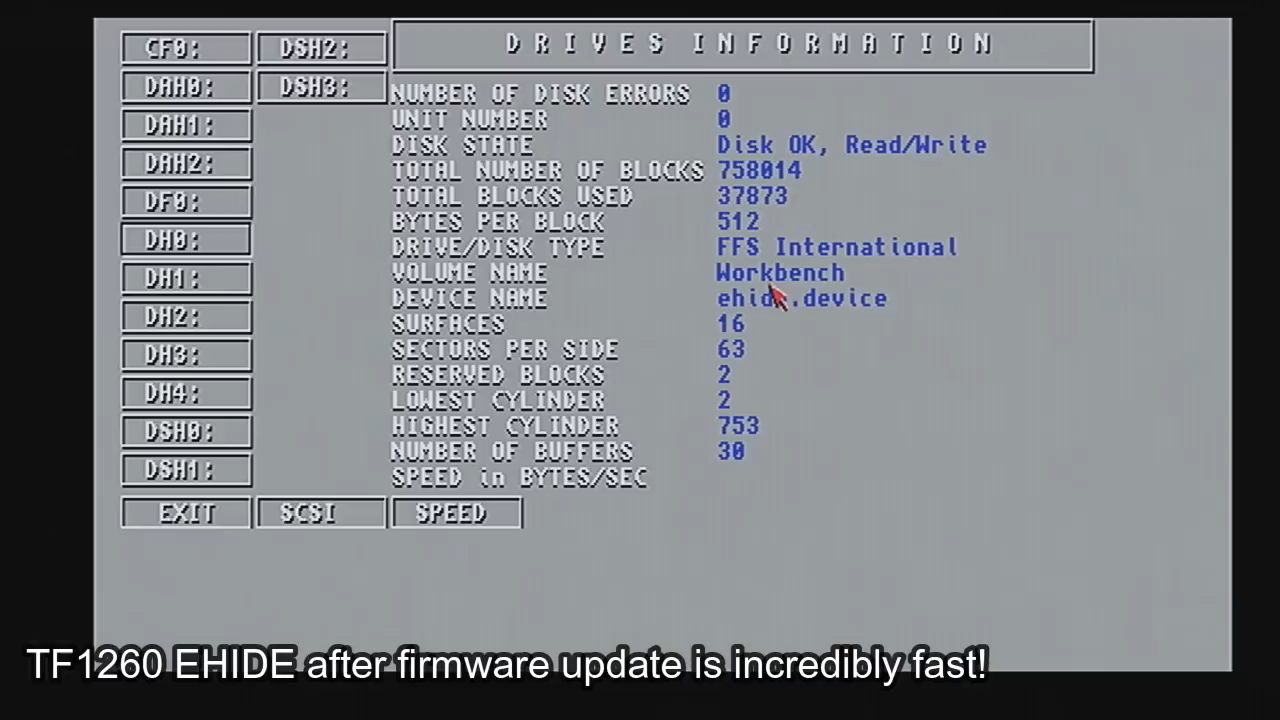 DRIVES INFORMATION
CF0: DSH2:
DAH0: DSH3:
DAH1:
DAH2:
DF0:
DH0:
DH1:
DH2:
DH3:
DH4:
DSH0:
DSH1:
NUMBER OF DISK ERRORS 0
UNIT NUMBER 0
DISK STATE Disk OK, Read/Write
TOTAL NUMBER OF BLOCKS 758014
TOTAL BLOCKS USED 37873
BYTES PER BLOCK 512
DRIVE/DISK TYPE FFS International
VOLUME NAME Workbench
DEVICE NAME ehide.device
SURFACES 16
SECTORS PER SIDE 63
RESERVED BLOCKS 2
LOWEST CYLINDER 2
HIGHEST CYLINDER 753
NUMBER OF BUFFERS 30
SPEED in BYTES/SEC
EXIT SCSI SPEED
TF1260 EHIDE after firmware update is incredibly fast!